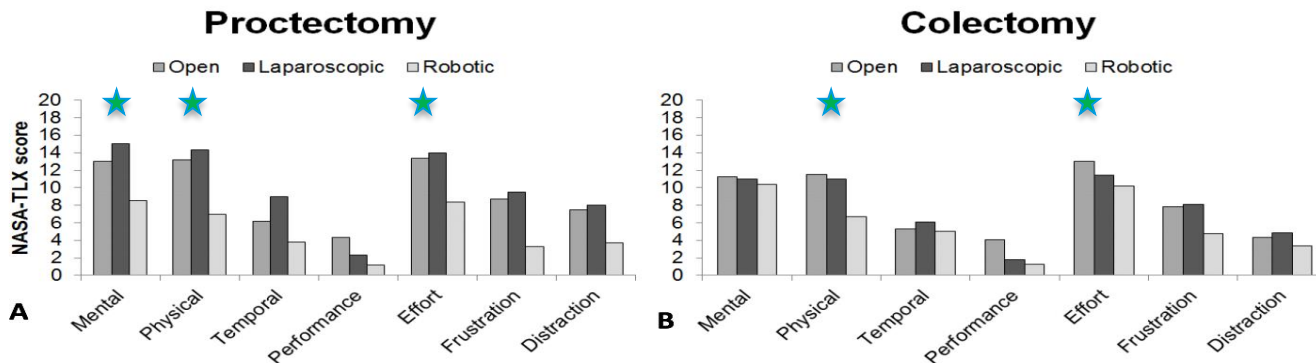 Proctectomy
Open Laparoscopic Robotic
NASA-TLX score
20
18
16
14
12
10
8
6
4
2
0
Mental
Physical
Temporal
Performance
Effort
Frustration
Distraction
A
Colectomy
Open Laparoscopic Robotic
20
18
16
14
12
10
8
6
4
2
0
Mental
Physical
Temporal
Performance
Effort
Frustration
Distraction
B